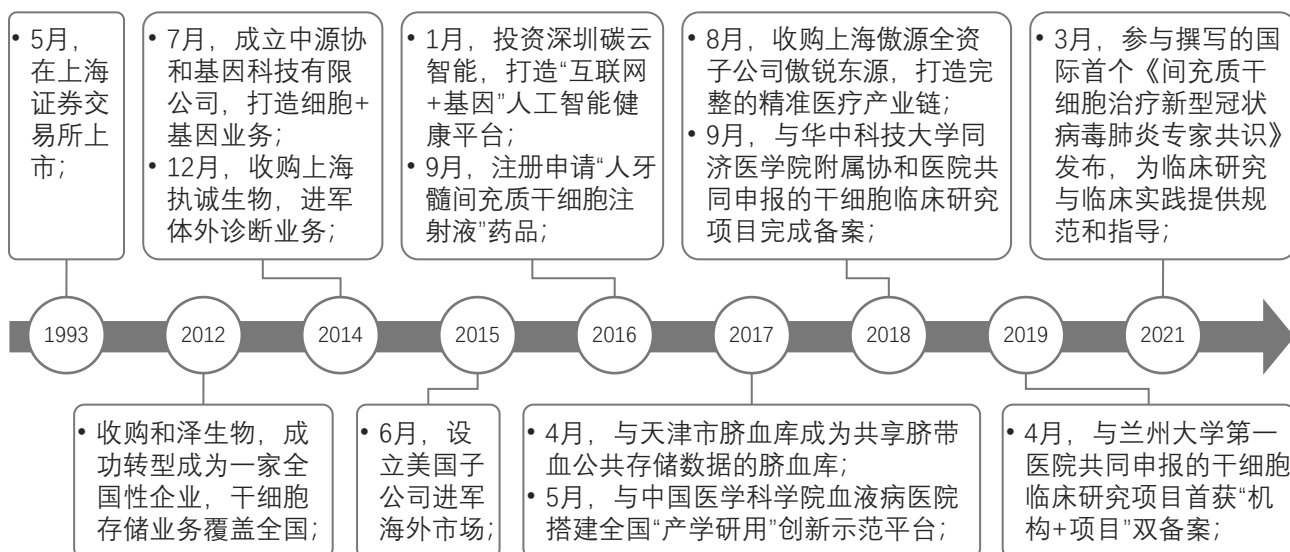 • 5月，
在上海
证券交
易所上
市；
• 7月，成立中源协
和基因科技有限
公司，打造细胞+
基因业务；
• 12月，收购上海
执诚生物，进军
体外诊断业务；
• 1月，投资深圳碳云
智能，打造“互联网
+基因”人工智能健
康平台；
• 9月，注册申请“人牙
髓间充质干细胞注
射液”药品；
• 8月，收购上海傲源全资
子公司傲锐东源，打造完
整的精准医疗产业链；
• 9月，与华中科技大学同
济医学院附属协和医院共
同申报的干细胞临床研究
项目完成备案；
• 3月，参与撰写的国
际首个《间充质干
细胞治疗新型冠状
病毒肺炎专家共识》
发布，为临床研究
与临床实践提供规
范和指导；
1993
2012
2014
2015
2016
2017
2018
2019
2021
• 收购和泽生物，成
功转型成为一家全
国性企业，干细胞
存储业务覆盖全国；
• 6月，设
立美国子
公司进军
海外市场；
• 4月，与天津市脐血库成为共享脐带
血公共存储数据的脐血库；
• 5月，与中国医学科学院血液病医院
搭建全国“产学研用”创新示范平台；
• 4月，与兰州大学第一
医院共同申报的干细胞
临床研究项目首获“机
构+项目”双备案；